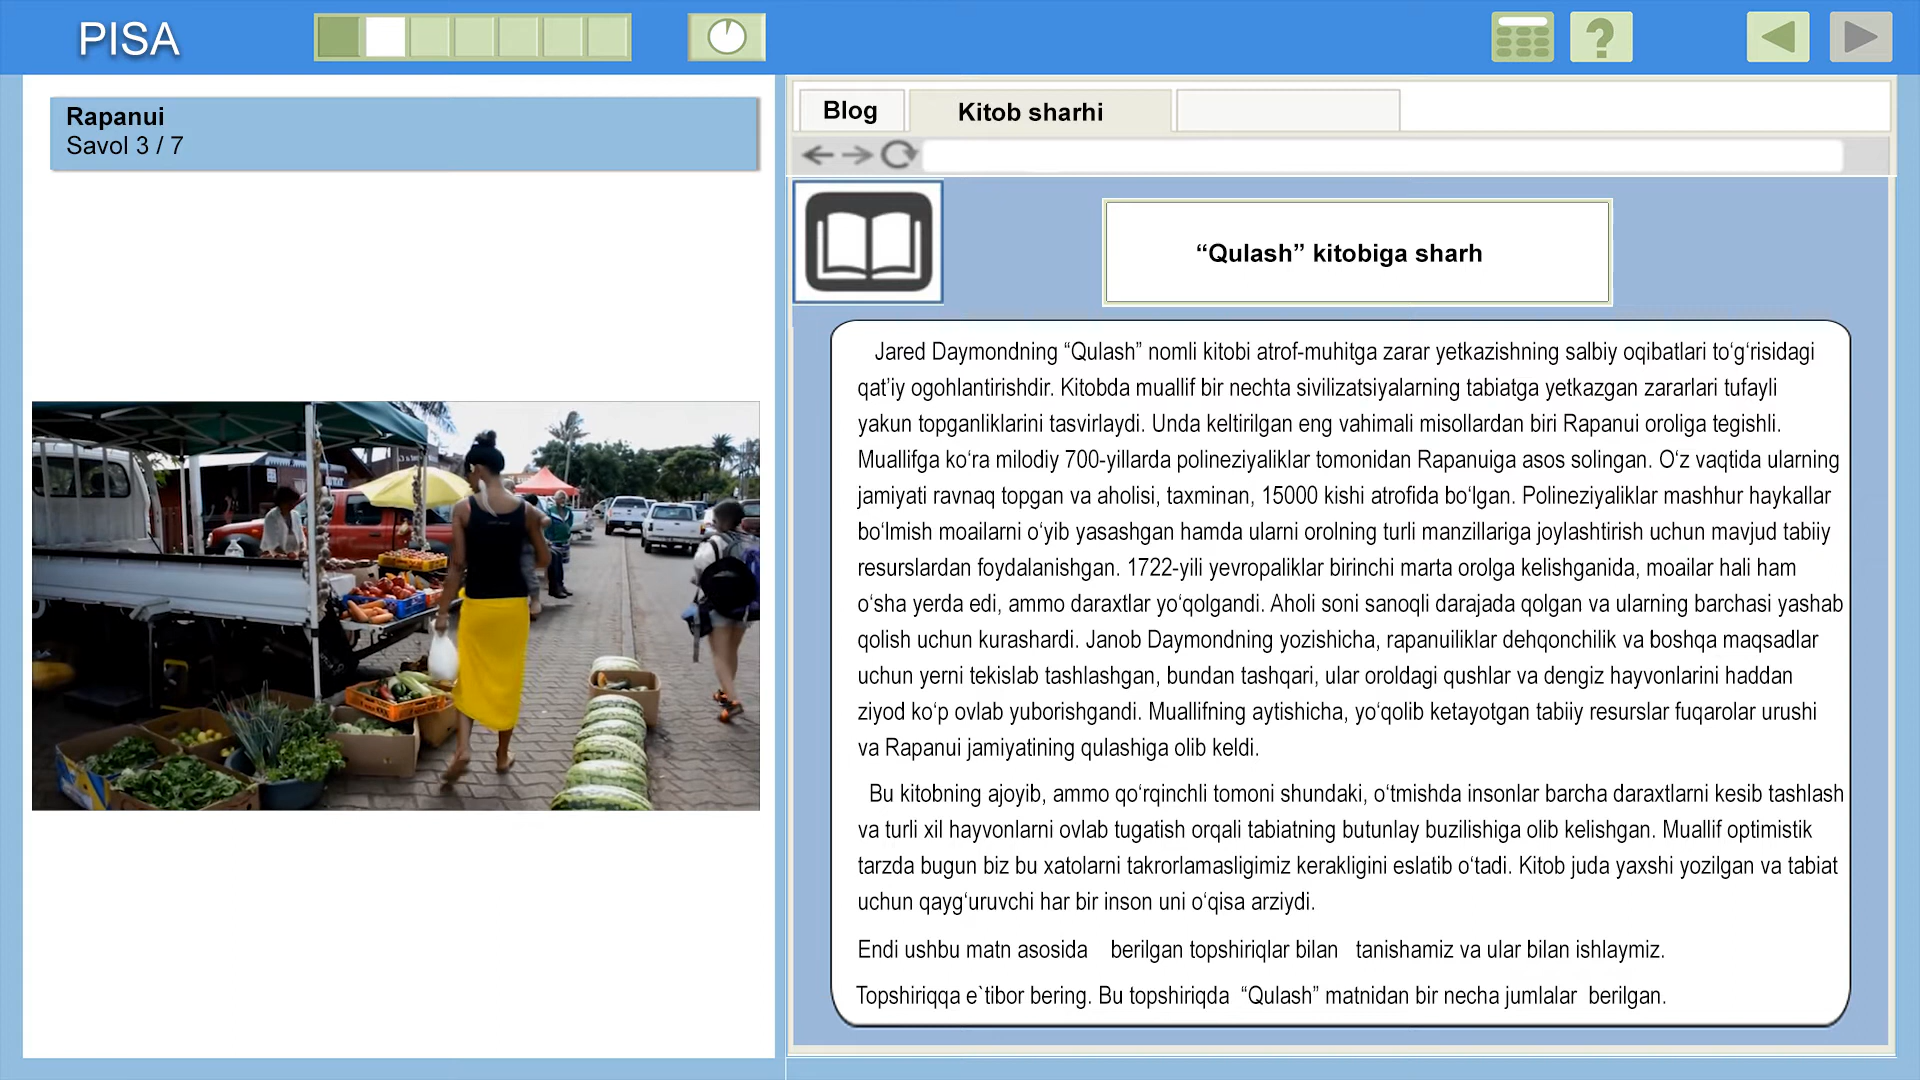 PISA
Rapanui
Savol 3 / 7
Blog
Kitob sharhi
“Qulash” kitobiga sharh
Jared Daymondning “Qulash” nomli kitobi atrof-muhitga zarar yetkazishning salbiy oqibatlari to‘g‘risidagi
qat’iy ogohlantirishdir. Kitobda muallif bir nechta sivilizatsiyalarning tabiatga yetkazgan zararlari tufayli
yakun topganliklarini tasvirlaydi. Unda keltirilgan eng vahimali misollardan biri Rapanui oroliga tegishli.
Muallifga ko‘ra milodiy 700-yillarda polineziyaliklar tomonidan Rapanuiga asos solingan. O‘z vaqtida ularning
jamiyati ravnaq topgan va aholisi, taxminan, 15000 kishi atrofida bo‘lgan. Polineziyaliklar mashhur haykallar
bo‘lmish moailarni o‘yib yasashgan hamda ularni orolning turli manzillariga joylashtirish uchun mavjud tabiiy
resurslardan foydalanishgan. 1722-yili yevropaliklar birinchi marta orolga kelishganida, moailar hali ham
o‘sha yerda edi, ammo daraxtlar yo‘qolgandi. Aholi soni sanoqli darajada qolgan va ularning barchasi yashab
qolish uchun kurashardi. Janob Daymondning yozishicha, rapanuiliklar dehqonchilik va boshqa maqsadlar
uchun yerni tekislab tashlashgan, bundan tashqari, ular oroldagi qushlar va dengiz hayvonlarini haddan
ziyod ko‘p ovlab yuborishgandi. Muallifning aytishicha, yo‘qolib ketayotgan tabiiy resurslar fuqarolar urushi
va Rapanui jamiyatining qulashiga olib keldi.
Bu kitobning ajoyib, ammo qo‘rqinchli tomoni shundaki, o‘tmishda insonlar barcha daraxtlarni kesib tashlash
va turli xil hayvonlarni ovlab tugatish orqali tabiatning butunlay buzilishiga olib kelishgan. Muallif optimistik
tarzda bugun biz bu xatolarni takrorlamasligimiz kerakligini eslatib o‘tadi. Kitob juda yaxshi yozilgan va tabiat
uchun qayg‘uruvchi har bir inson uni o‘qisa arziydi.
Endi ushbu matn asosida berilgan topshiriqlar bilan tanishamiz va ular bilan ishlaymiz.
Topshiriqqa e`tibor bering. Bu topshiriqda “Qulash” matnidan bir necha jumlalar berilgan.